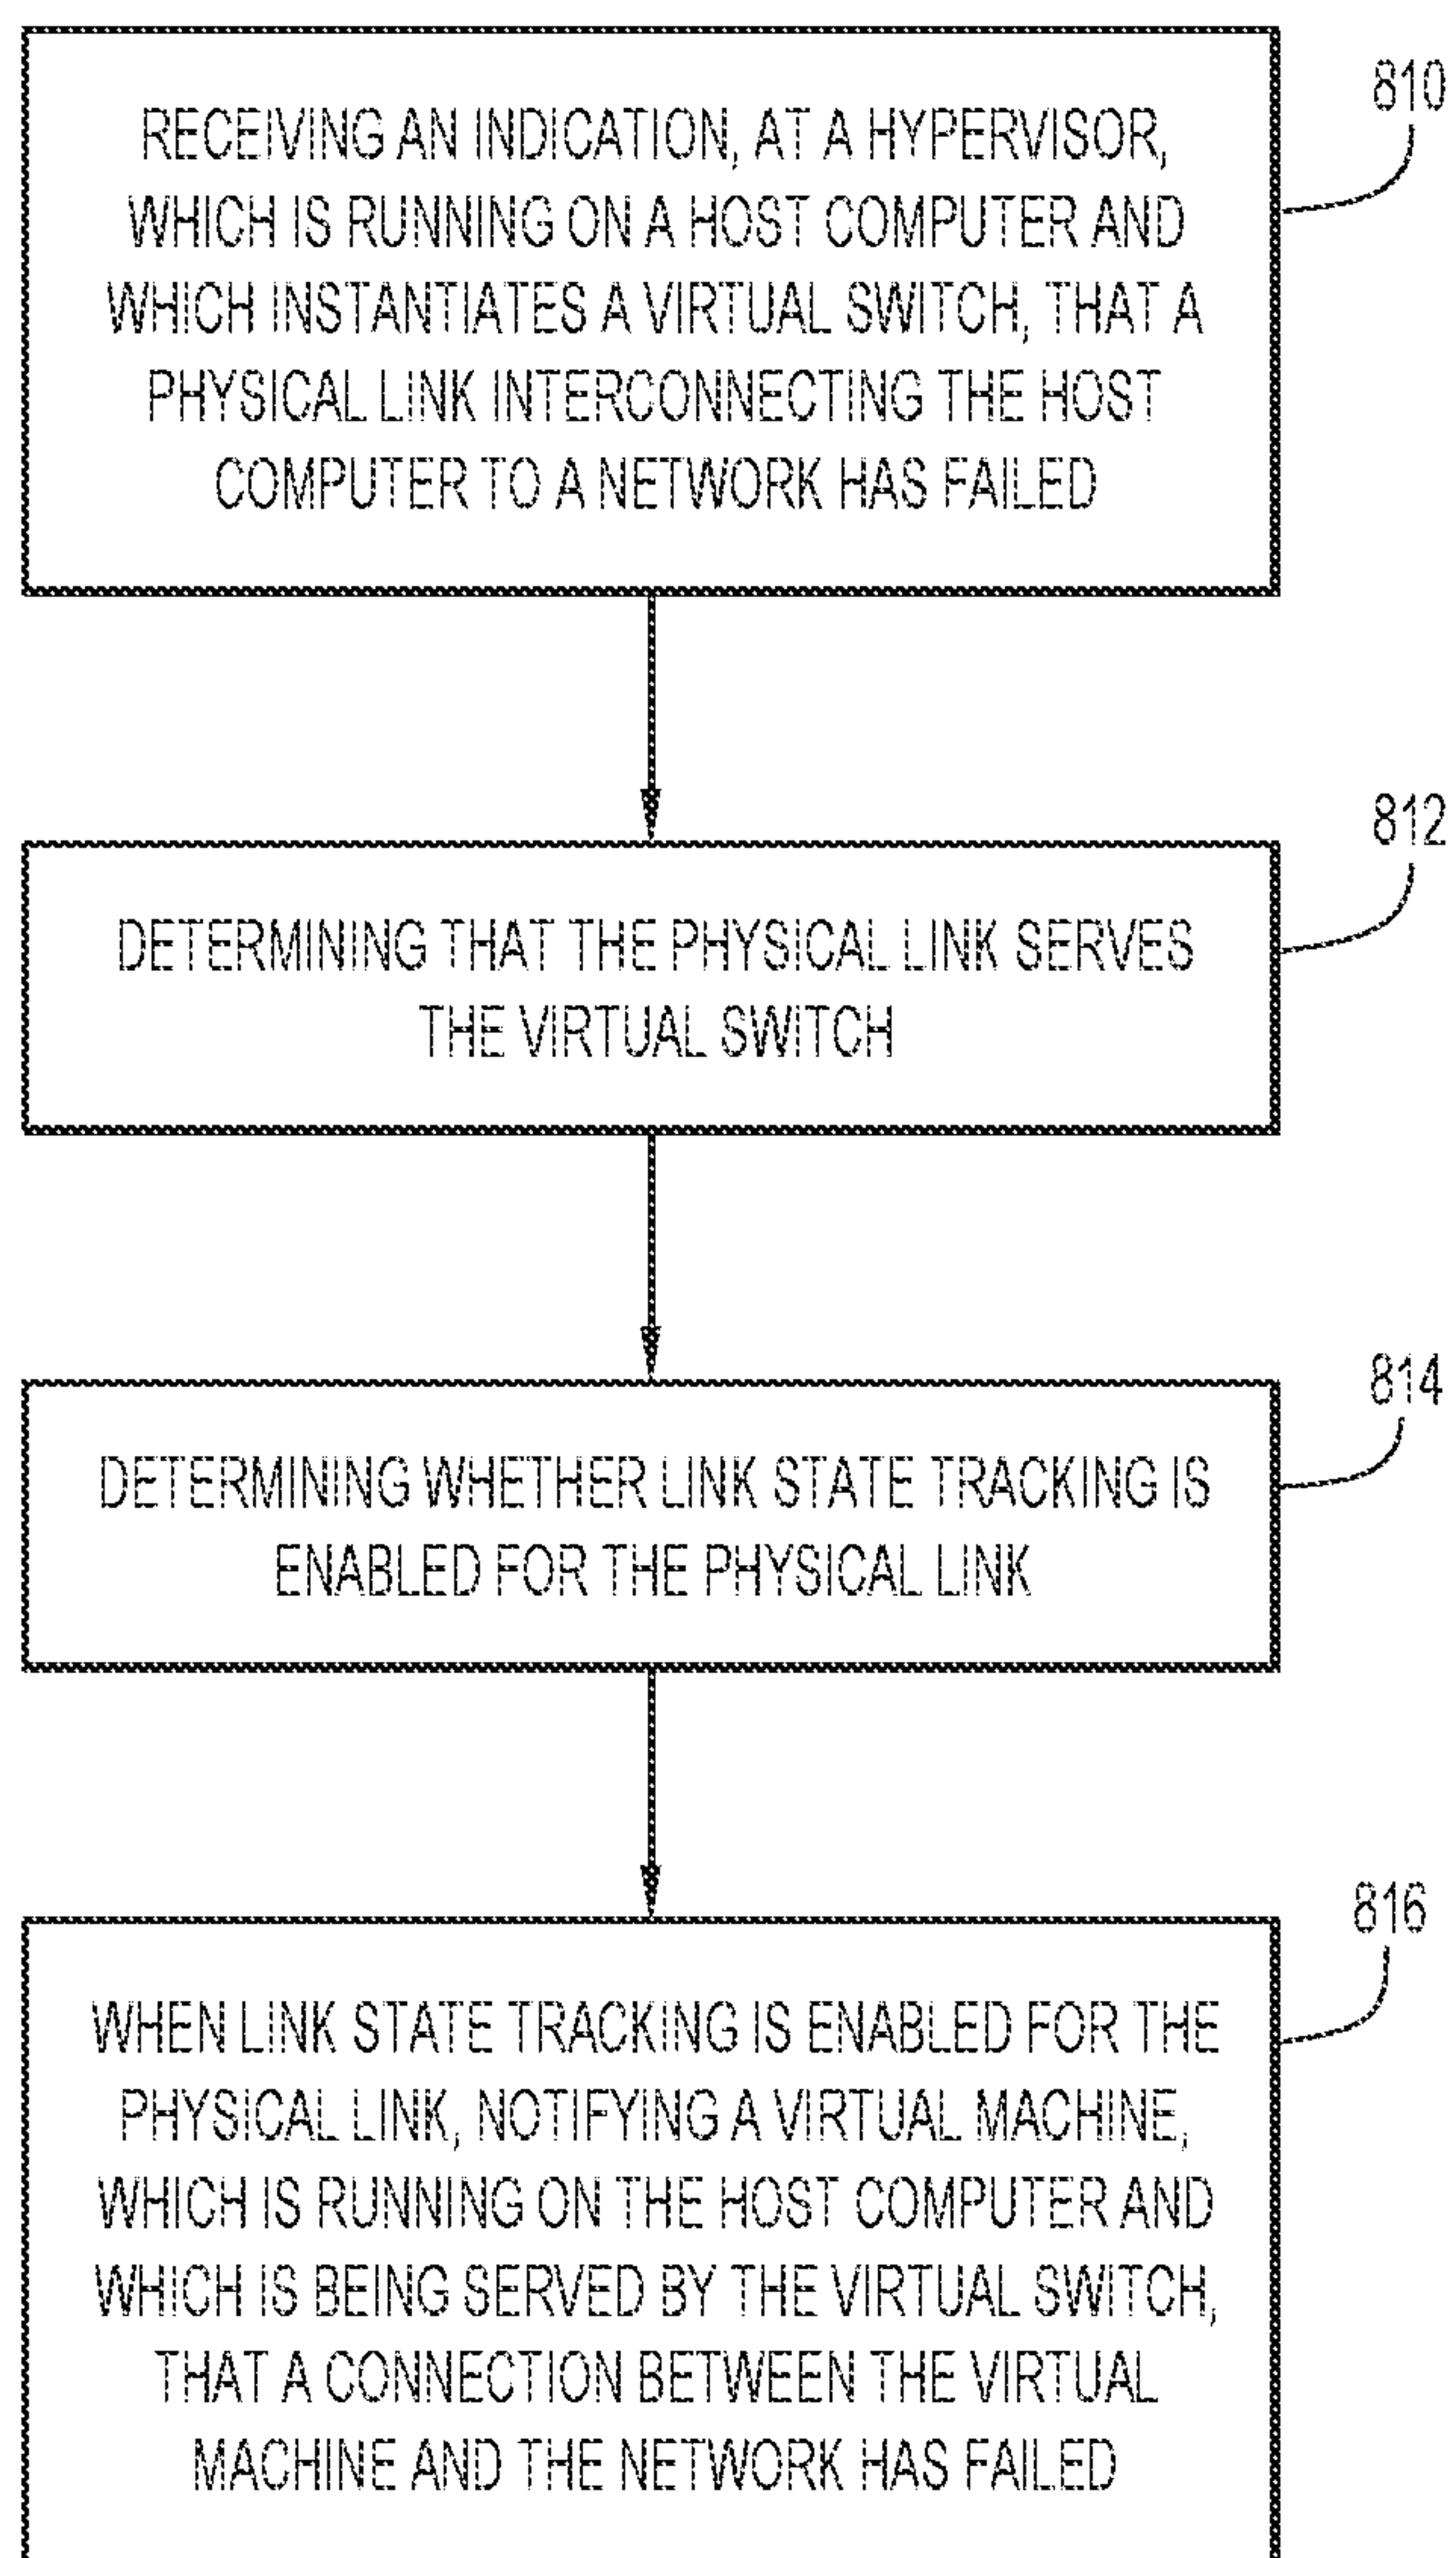 RECEIVING AN INDICATION, AT A HYPERVISOR,
WHICH IS RUNNING ON A HOST COMPUTER AND
WHICH INSTANTIATES A VIRTUAL SWITCH, THAT A
PHYSICAL LINK INTERCONNECTING THE HOST
COMPUTER TO A NETWORK HAS FAILED
810
DETERMINING THAT THE PHYSICAL LINK SERVES
THE VIRTUAL SWITCH
812
DETERMINING WHETHER LINK STATE TRACKING IS
ENABLED FOR THE PHYSICAL LINK
814
WHEN LINK STATE TRACKING IS ENABLED FOR THE
PHYSICAL LINK, NOTIFYING A VIRTUAL MACHINE,
WHICH IS RUNNING ON THE HOST COMPUTER AND
WHICH IS BEING SERVED BY THE VIRTUAL SWITCH,
THAT A CONNECTION BETWEEN THE VIRTUAL
MACHINE AND THE NETWORK HAS FAILED
816